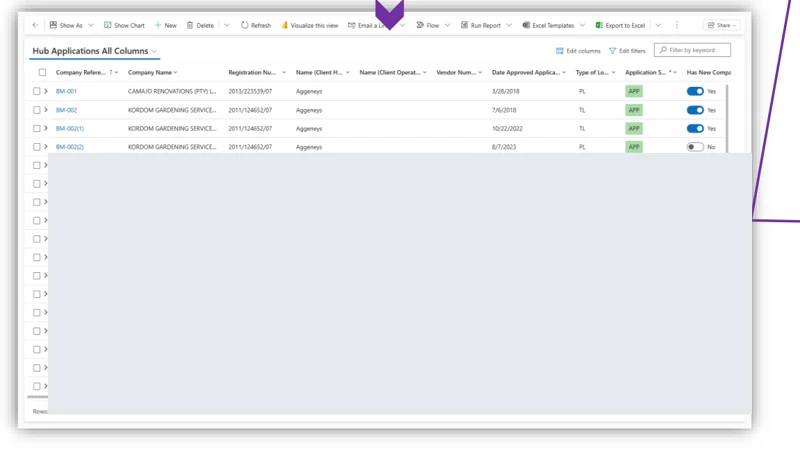 Show As Show Chart New Delete Refresh Visualize this view Email a Flow Run Report Excel Templates Export to Excel Share
Hub Applications All Columns Edit columns Edit filters Filter by keyword
Company Refere... Company Name Registration Nu... Name (Client H... Name (Client Operat... Vendor Num... Date Approved Applica... Type of Lo... Application S... Has New Compa
BM-001 CAMAJO RENOVATIONS (PTY) L... 2013/223539/07 Aggeneys 3/28/2018 PL APP Yes
BM-002 KORDOM GARDENING SERVICE... 2011/124652/07 Aggeneys 7/6/2018 TL APP Yes
BM-002(1) KORDOM GARDENING SERVICE... 2011/124652/07 Aggeneys 10/22/2022 TL APP Yes
BM-002(2) KORDOM GARDENING SERVICE... 2011/124652/07 Aggeneys 8/7/2023 PL APP No